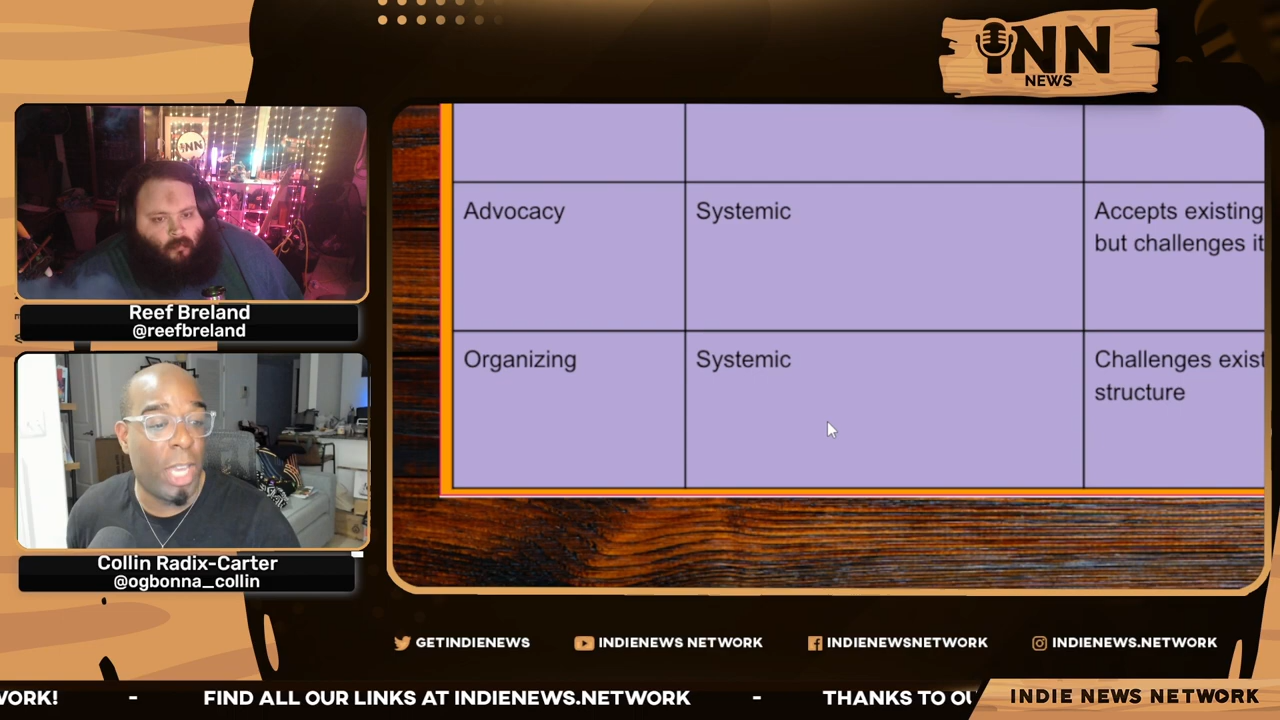 iNN
NEWS
iNN
Reef Breland
@reefbreland
Collin Radix-Carter
@ogbonna_collin
Advocacy
Systemic
Accepts existing
but challenges it
Organizing
Systemic
Challenges exist
structure
GETINDIENEWS
INDIENEWS NETWORK
INDIENEWSNETWORK
INDIENEWS.NETWORK
WORK! - FIND ALL OUR LINKS AT INDIENEWS.NETWORK - THANKS TO OU
INDIE NEWS NETWORK